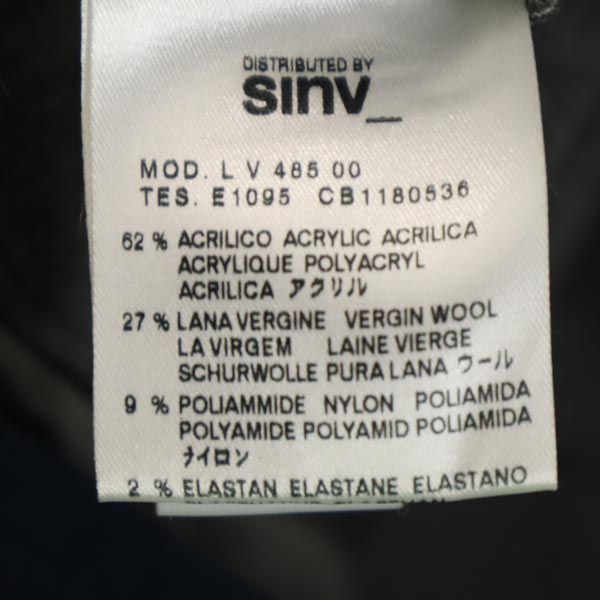 DISTRIBUTED BY
sinv_
MOD. L V 485 00
TES. E1095 CB1180536
62 % ACRILICO ACRYLIC ACRILICA
ACRYLIQUE POLYACRYL
ACRILICA アクリル
27 % LANA VERGINE VERGIN WOOL
LA VIRGEM LAINE VIERGE
SCHURWOLLE PURA LANA ウール
9 % POLIAMMIDE NYLON POLIAMIDA
POLYAMIDE POLYAMID POLIAMIDA
ナイロン
2 % ELASTAN ELASTANE ELASTANO